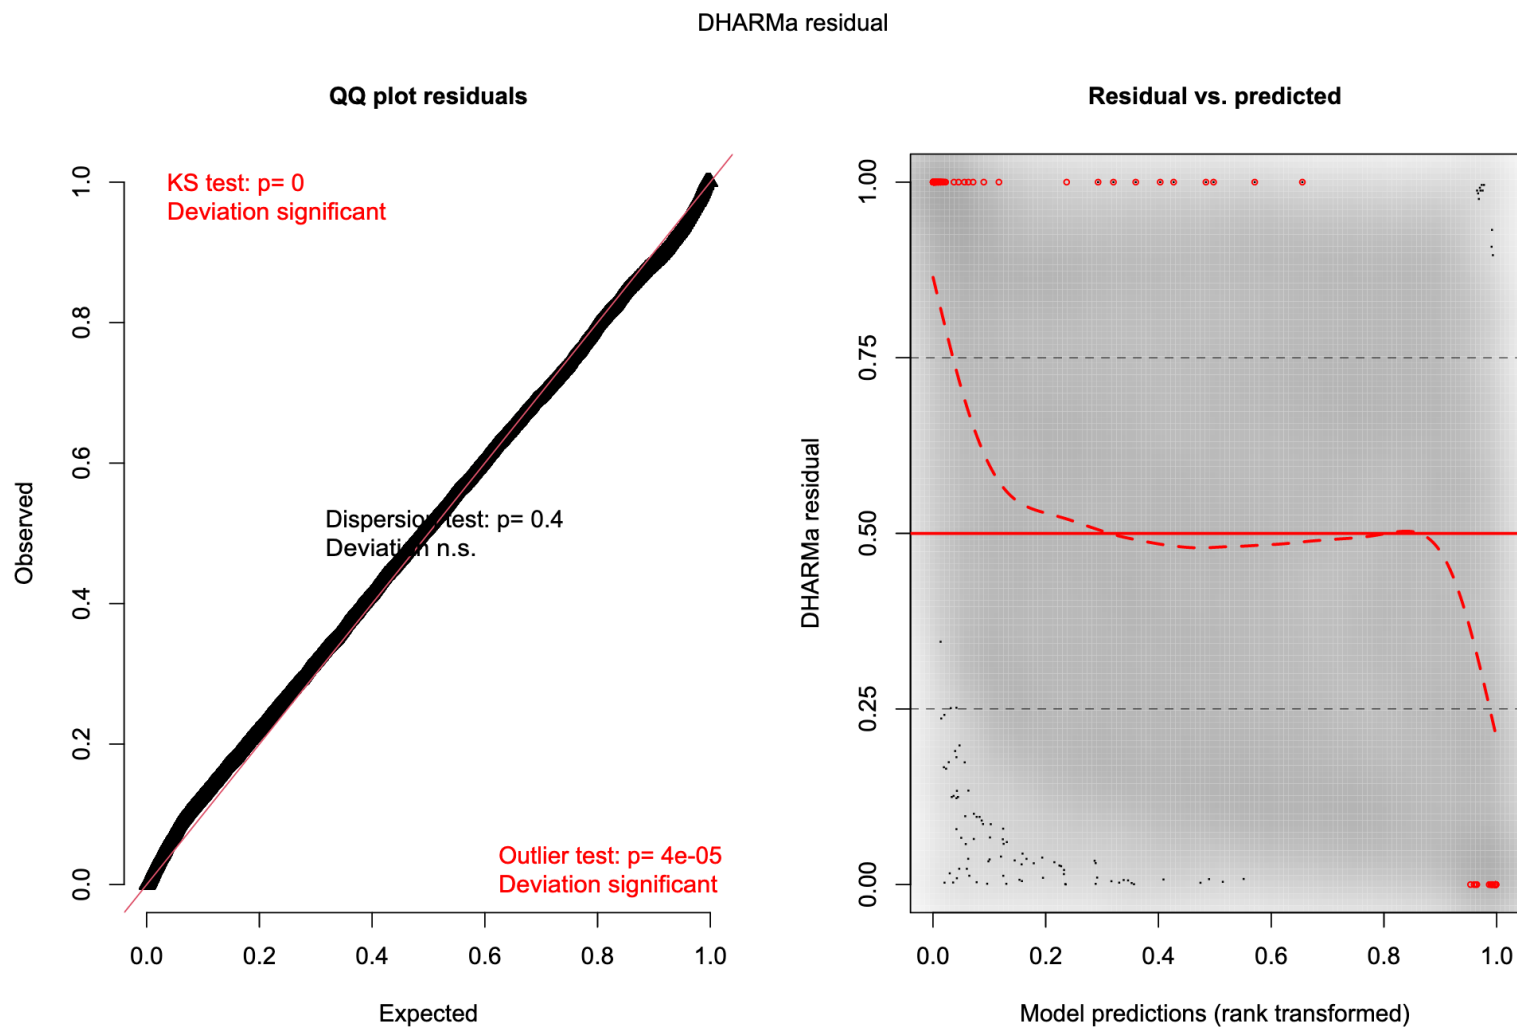 DHARMa residual
QQ plot residuals
KS test: p= 0
Deviation significant
Dispersion test: p= 0.4
Deviation n.s.
Outlier test: p= 4e-05
Deviation significant
Observed
0.0
0.2
0.4
0.6
0.8
1.0
0.0
0.2
0.4
0.6
0.8
1.0
Expected
Residual vs. predicted
DHARMa residual
0.00
0.25
0.50
0.75
1.00
0.0
0.2
0.4
0.6
0.8
1.0
Model predictions (rank transformed)